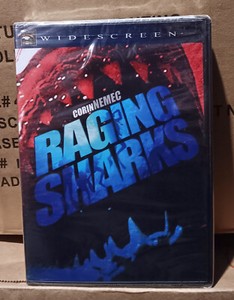 WIDESCREEN
CORIN NEMEC
RAGING
SHARKS